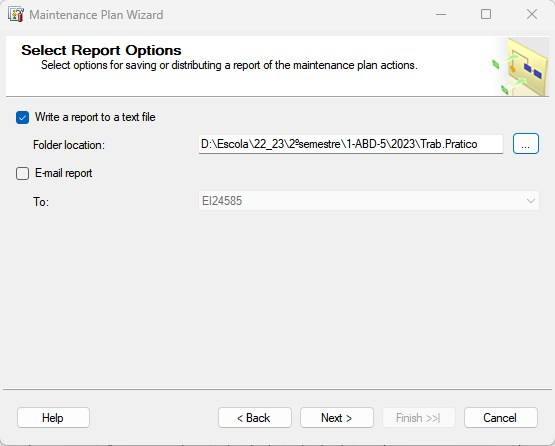 Maintenance Plan Wizard
Select Report Options
Select options for saving or distributing a report of the maintenance plan actions.
Write a report to a text file
Folder location: D:\Escola\22_23\2ºsemestre\1-ABD-5\2023\Trab.Pratico ...
E-mail report
To: EI24585
Help < Back Next > Finish >>| Cancel